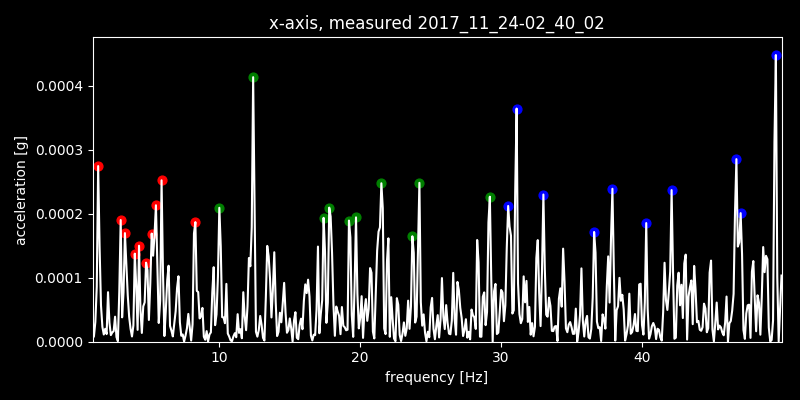 x-axis, measured 2017_11_24-02_40_02
0.0004
0.0003
0.0002
0.0001
0.0000
acceleration [g]
10 20 30 40
frequency [Hz]